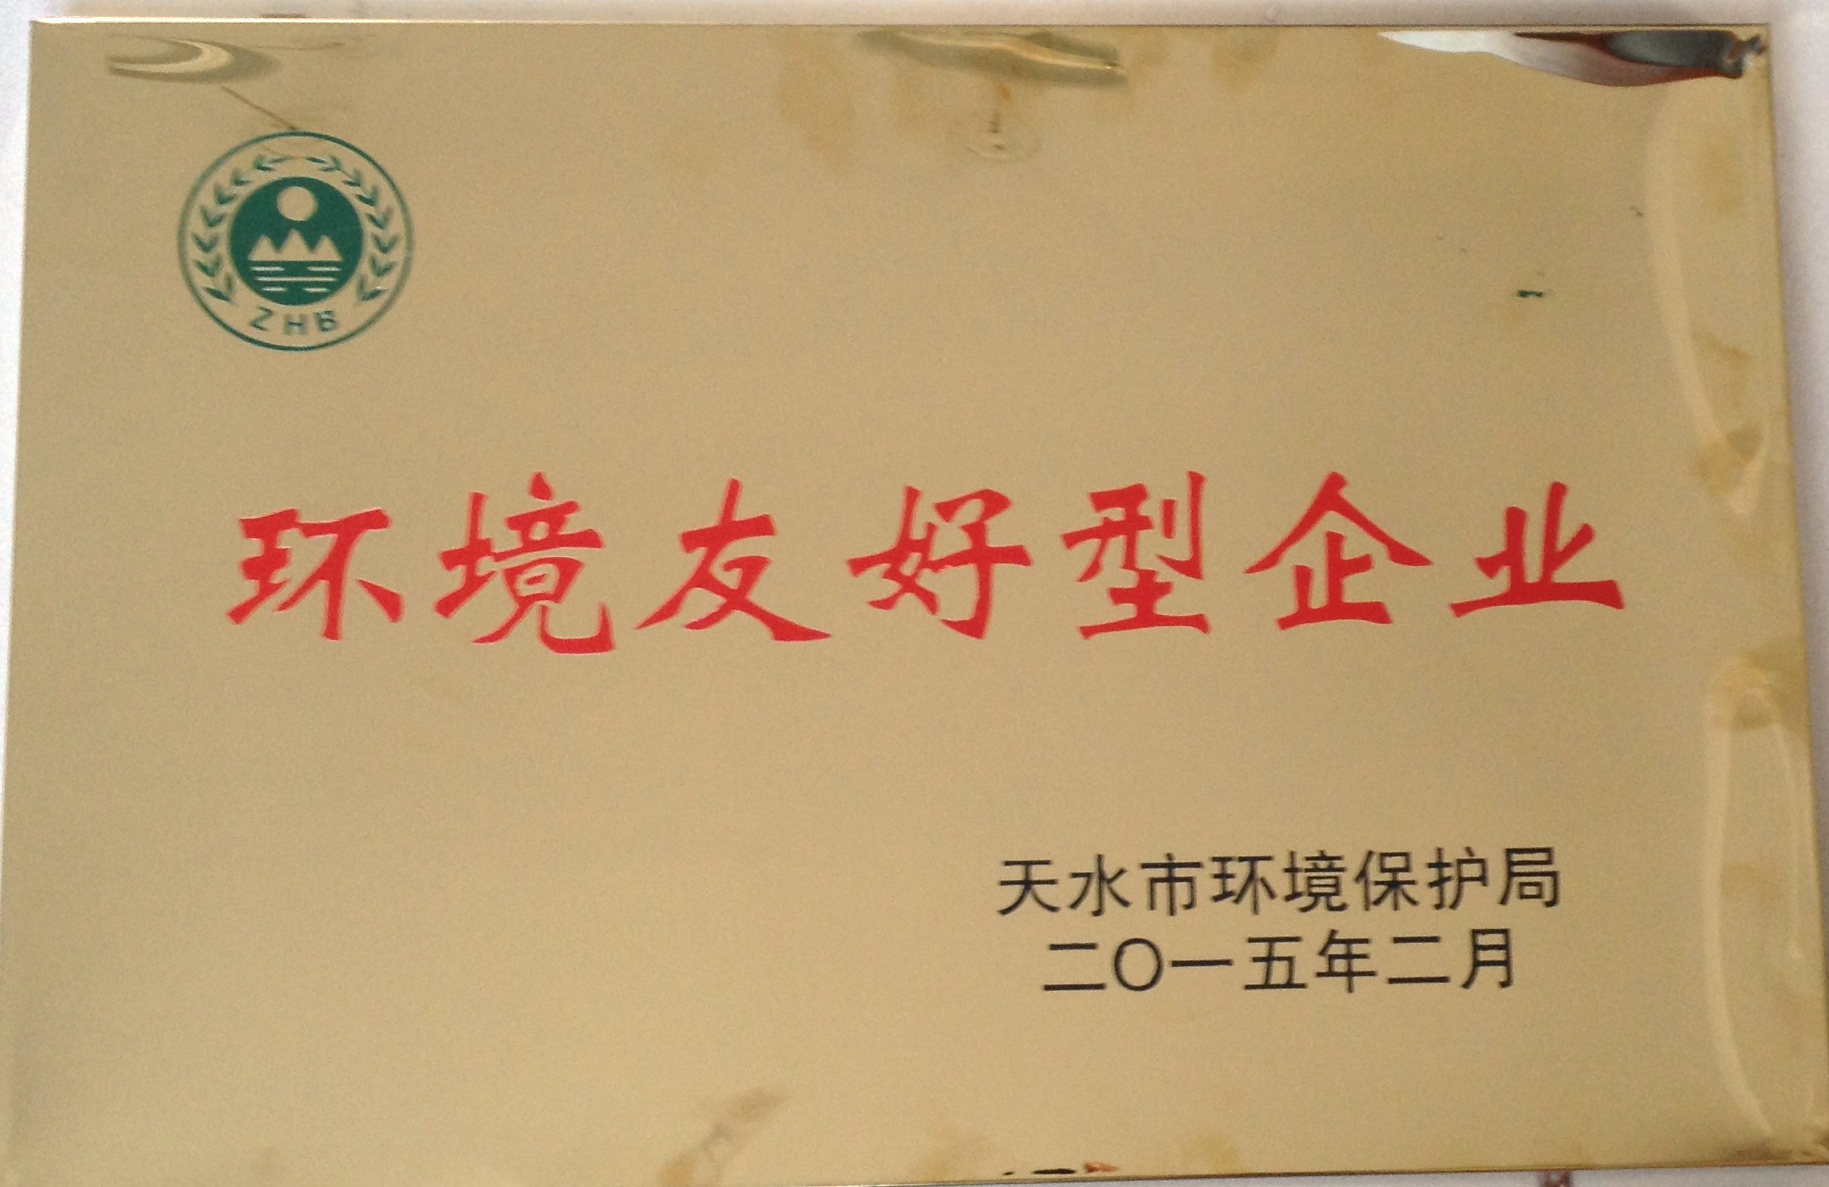 ZHB
环境友好型企业
天水市环境保护局
二〇一五年二月